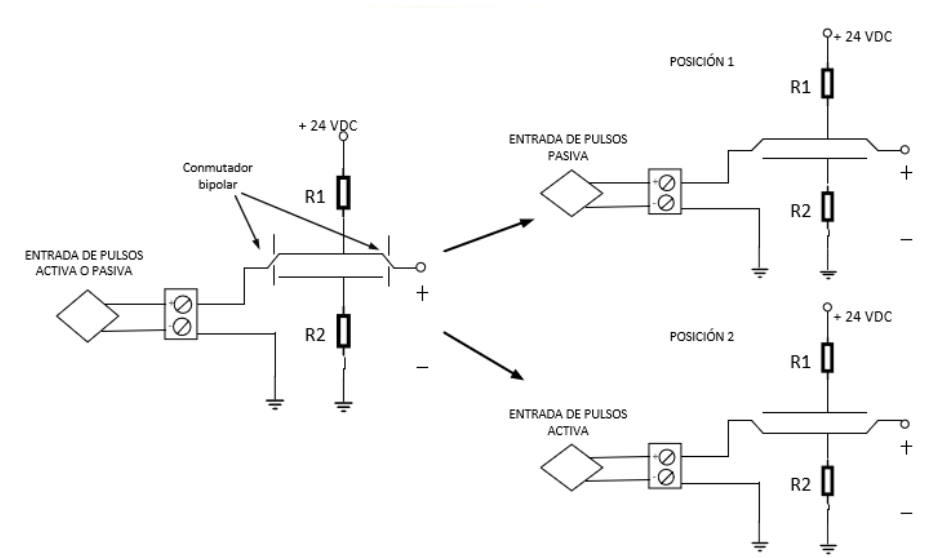 + 24 VDC
Conmutador
bipolar
R1
ENTRADA DE PULSOS
ACTIVA O PASIVA
+
-
+
R2
_
POSICIÓN 1
+ 24 VDC
R1
ENTRADA DE PULSOS
PASIVA
+
-
+
R2
_
POSICIÓN 2
+ 24 VDC
R1
ENTRADA DE PULSOS
ACTIVA
+
-
+
R2
_